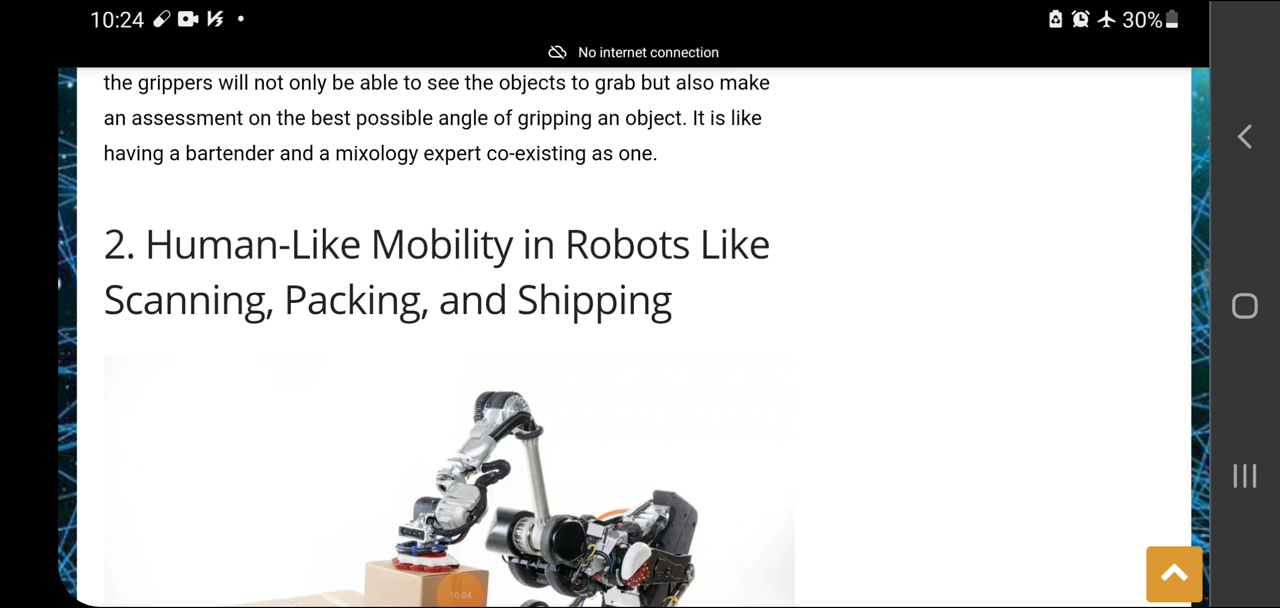 10:24
30%
No internet connection
the grippers will not only be able to see the objects to grab but also make
an assessment on the best possible angle of gripping an object. It is like
having a bartender and a mixology expert co-existing as one.
2. Human-Like Mobility in Robots Like
Scanning, Packing, and Shipping
10:04